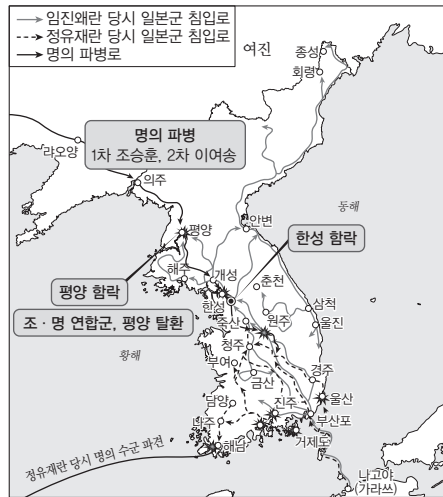 임진왜란 당시 일본군 침입로
정유재란 당시 일본군 침입로
명의 파병로
여진
종성
회령
명의 파병
1차 조승훈, 2차 이여송
랴오양
의주
동해
평양
안변
한성 함락
평양 함락
해주
개성
춘천
한성
조·명 연합군, 평양 탈환
삼척
원주
울진
죽산
청주
황해
부여
금산
경주
울산
담양
진주
부산포
나주
거제도
해남
정유재란 당시 명의 수군 파견
나고야
(가라쓰)